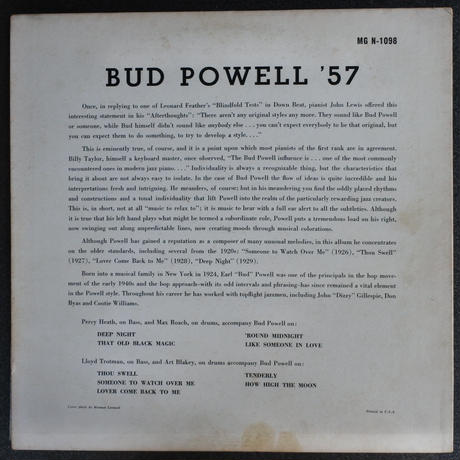 MG N-1098
BUD POWELL '57
Once, in replying to one of Leonard Feather's "Blindfold Tests" in Down Beat, pianist John Lewis offered this
interesting statement in his "Afterthoughts": "There aren't any original styles any more. They sound like Bud Powell
or someone, while Bud himself didn't sound like anybody else . . . you can't expect everybody to be that original, but
you can expect them to do something, to try to develop a style. . . ."
This is eminently true, of course, and it is a point upon which most pianists of the first rank are in agreement.
Billy Taylor, himself a keyboard master, once observed, "The Bud Powell influence is . . . one of the most commonly
encountered ones in modern jazz piano. . . ." Individuality is always a recognizable thing, but the characteristics that
bring it about are not always easy to isolate. In the case of Bud Powell the flow of ideas is quite incredible and his
interpretations fresh and intriguing. He meanders, of course; but in his meandering you find the oddly placed rhythms
and constructions and a tonal individuality that lift Powell into the realm of the particularly rewarding jazz creators.
This is, in short, not at all "music to relax to"; it is music to hear with a full ear alert to all the subtleties. Although
it is true that his left hand plays what might be termed a subordinate role, Powell puts a tremendous load on his right,
now swinging out along unpredictable lines, now creating moods through musical colorations.
Although Powell has gained a reputation as a composer of many unusual melodies, in this album he concentrates
on the older standards, including several from the 1920s: "Someone to Watch Over Me" (1926), "Thou Swell"
(1927), "Lover Come Back to Me" (1928), "Deep Night" (1929).
Born into a musical family in New York in 1924, Earl "Bud" Powell was one of the principals in the bop move-
ment of the early 1940s and the bop approach–with its odd intervals and phrasing–has since remained a vital element
in the Powell style. Throughout his career he has worked with topflight jazzmen, including John "Dizzy" Gillespie, Don
Byas and Cootie Williams.
Percy Heath, on Bass, and Max Roach, on drums, accompany Bud Powell on:
DEEP NIGHT 'ROUND MIDNIGHT
THAT OLD BLACK MAGIC LIKE SOMEONE IN LOVE
Lloyd Trotman, on Bass, and Art Blakey, on drums accompany Bud Powell on:
THOU SWELL TENDERLY
SOMEONE TO WATCH OVER ME HOW HIGH THE MOON
LOVER COME BACK TO ME
Cover photo by Herman Leonard Printed in U.S.A.